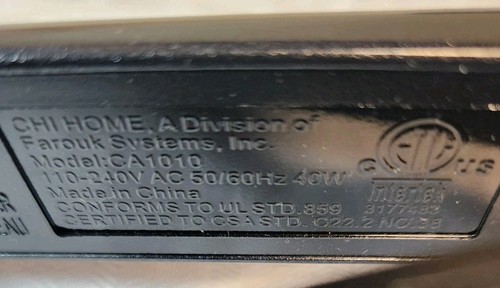 CHI HOME, A Division of
Farouk Systems, Inc.
Model:CA1010
110-240V AC 50/60Hz 40W
Made in China
CONFORMS TO UL STD. 859
CERTIFIED TO CSA STD. C22.2
C US
Intertek